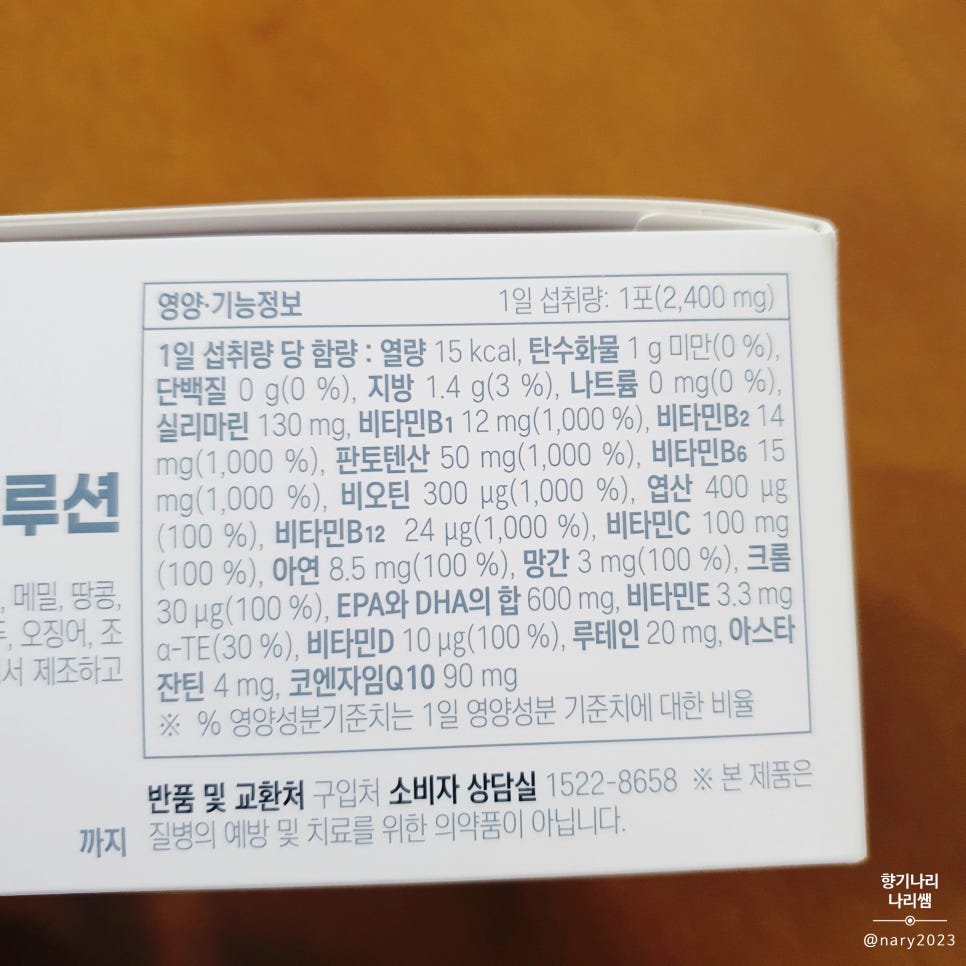 영양·기능정보 1일 섭취량: 1포(2,400 mg)
1일 섭취량 당 함량 : 열량 15 kcal, 탄수화물 1 g 미만(0 %),
단백질 0 g(0 %), 지방 1.4 g(3 %), 나트륨 0 mg(0 %),
실리마린 130 mg, 비타민B1 12 mg(1,000 %), 비타민B2 14
mg(1,000 %), 판토텐산 50 mg(1,000 %), 비타민B6 15
mg(1,000 %), 비오틴 300 µg(1,000 %), 엽산 400 µg
(100 %), 비타민B12 24 µg(1,000 %), 비타민C 100 mg
(100 %), 아연 8.5 mg(100 %), 망간 3 mg(100 %), 크롬
30 µg(100 %), EPA와 DHA의 합 600 mg, 비타민E 3.3 mg
α-TE(30 %), 비타민D 10 µg(100 %), 루테인 20 mg, 아스타
잔틴 4 mg, 코엔자임Q10 90 mg
※ % 영양성분기준치는 1일 영양성분 기준치에 대한 비율
반품 및 교환처 구입처 소비자 상담실 1522-8658 ※ 본 제품은
질병의 예방 및 치료를 위한 의약품이 아닙니다.
루션
, 메밀, 땅콩,
, 오징어, 조
서 제조하고
까지
향기나리
나리쌤
@nary2023